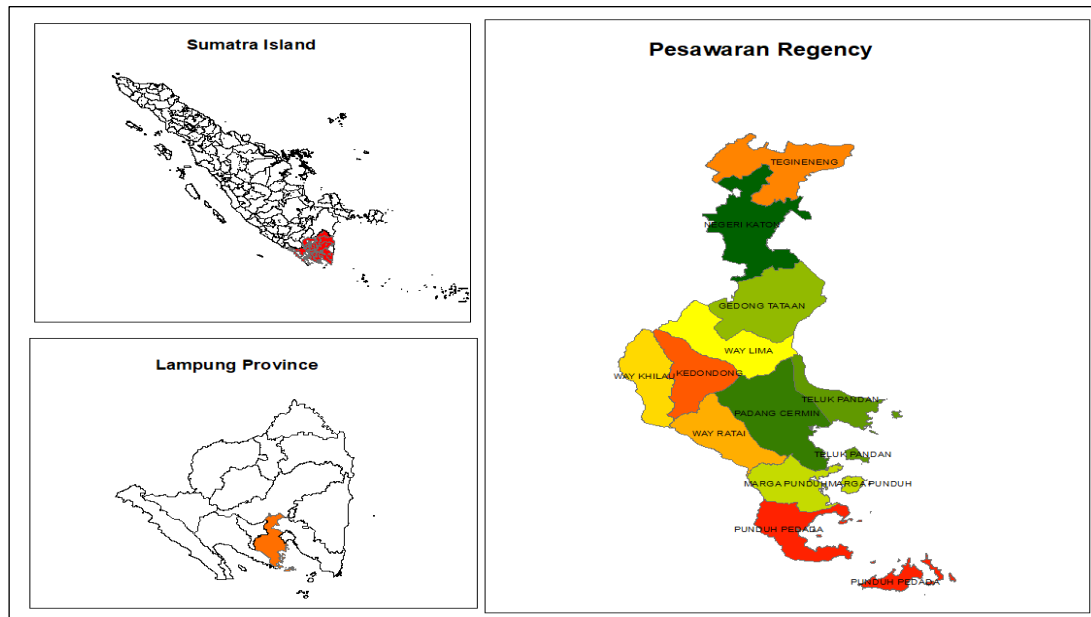 Sumatra Island
Lampung Province
Pesawaran Regency
TEGINENENG
NEGERI KATON
GEDONG TATAAN
WAY LIMA
WAY KHILAU
KEDONDONG
TELUK PANDAN
PADANG CERMIN
WAY RATAI
TELUK PANDAN
MARGA PUNDUH
MARGA PUNDUH
PUNDUH PEDADA
PUNDUH PEDADA